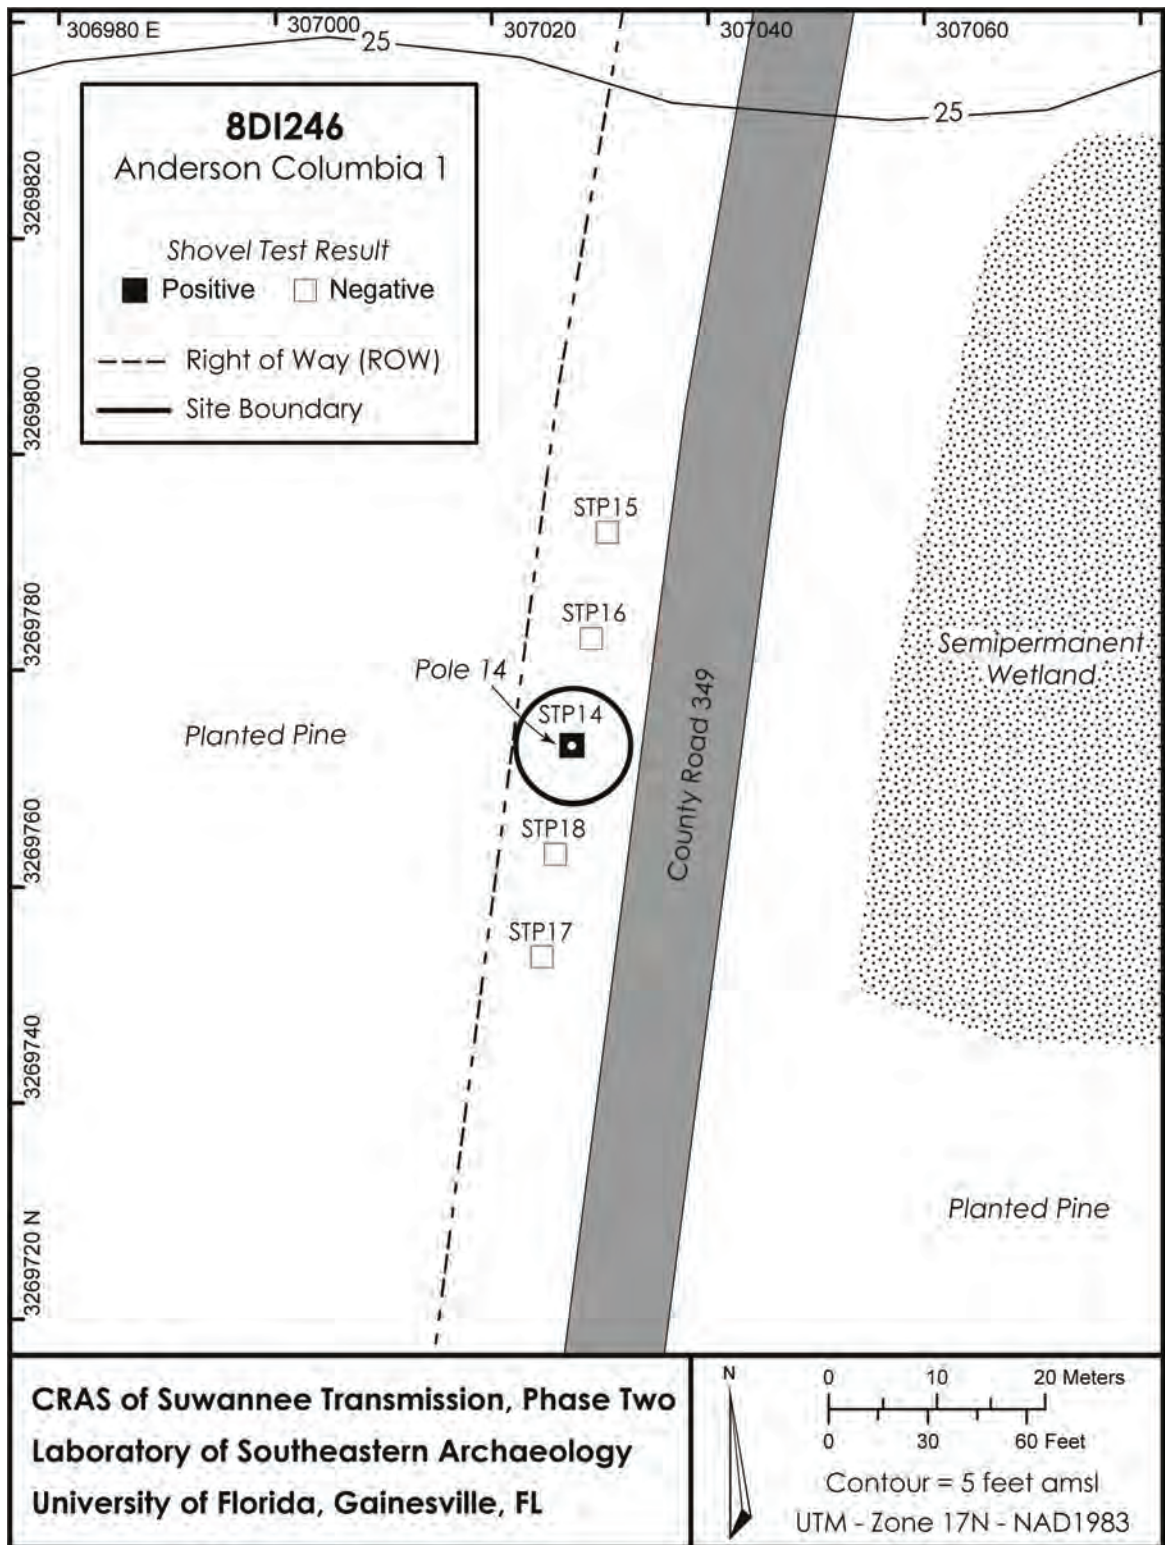 306980 E
307000
307020
307040
307060
25
25
8DI246
Anderson Columbia 1
Shovel Test Result
Positive
Negative
Right of Way (ROW)
Site Boundary
3269820
3269800
3269780
3269760
3269740
3269720 N
STP15
STP16
Pole 14
STP14
STP18
STP17
Planted Pine
County Road 349
Semipermanent
Wetland
Planted Pine
CRAS of Suwannee Transmission, Phase Two
Laboratory of Southeastern Archaeology
University of Florida, Gainesville, FL
N
0 10 20 Meters
0 30 60 Feet
Contour = 5 feet amsl
UTM - Zone 17N - NAD1983